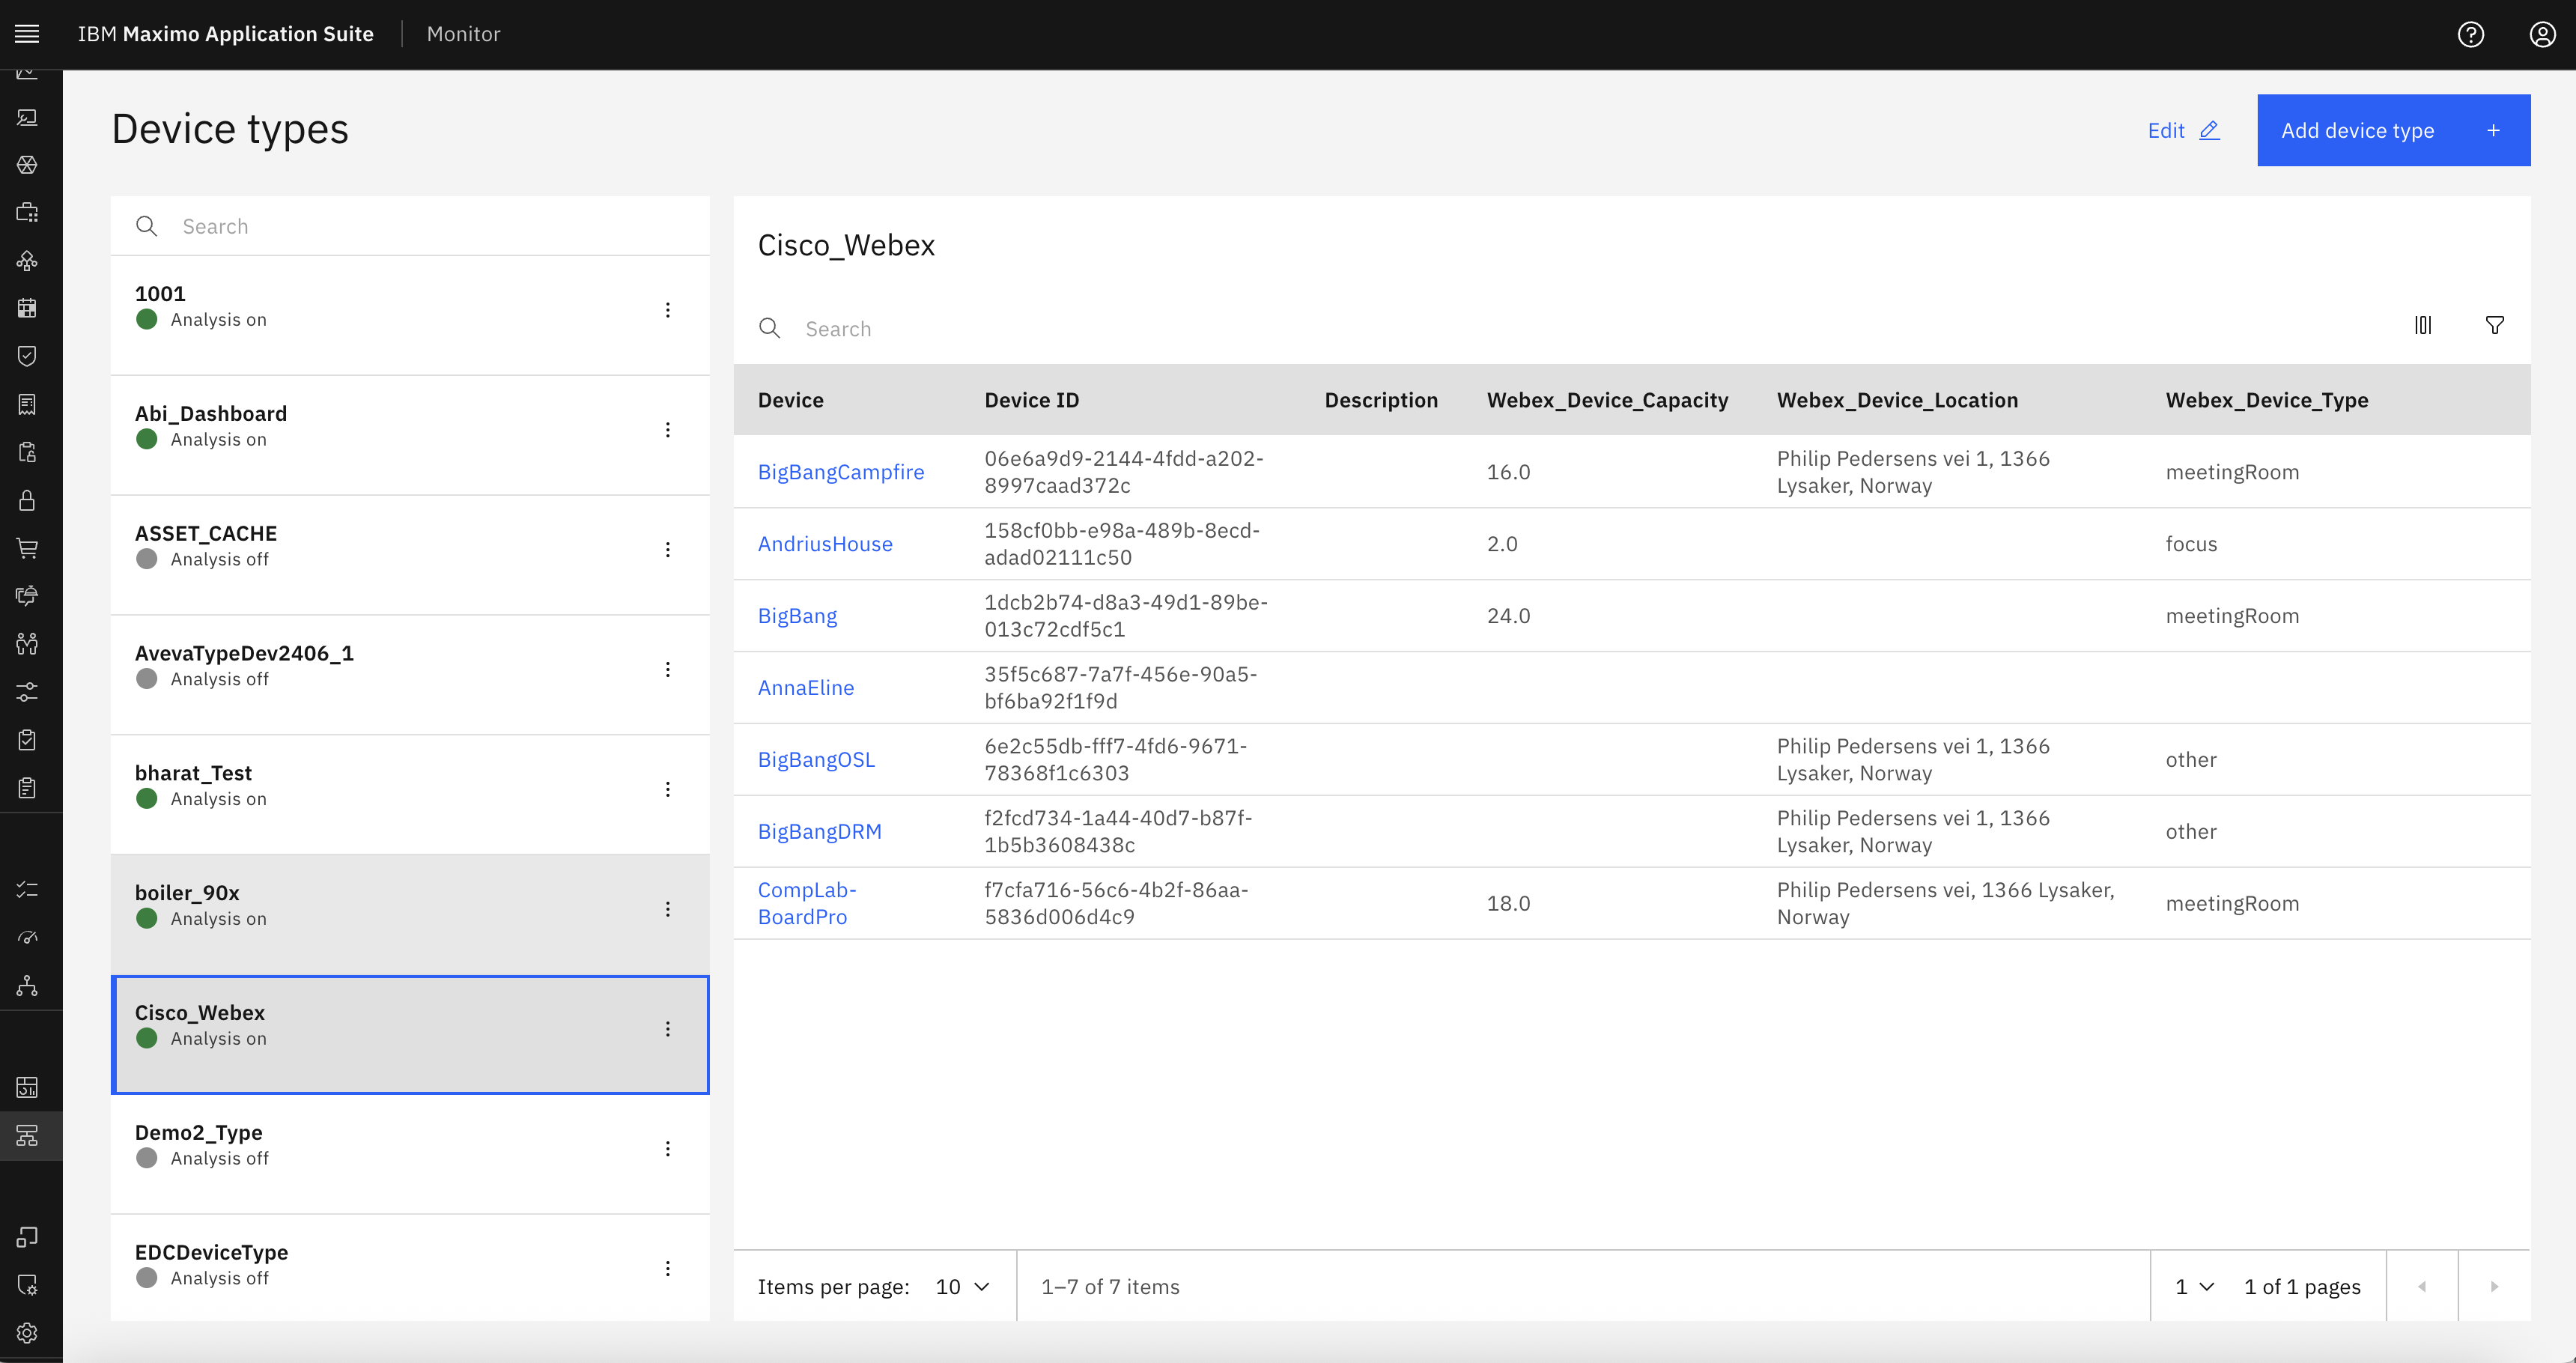 IBM Maximo Application Suite Monitor
Device types
Edit
Add device type +
Search
1001
Analysis on
Abi_Dashboard
Analysis on
ASSET_CACHE
Analysis off
AvevaTypeDev2406_1
Analysis off
bharat_Test
Analysis on
boiler_90x
Analysis on
Cisco_Webex
Analysis on
Demo2_Type
Analysis off
EDCDeviceType
Analysis off
Cisco_Webex
Search
Device Device ID Description Webex_Device_Capacity Webex_Device_Location Webex_Device_Type
BigBangCampfire 06e6a9d9-2144-4fdd-a202- 16.0 Philip Pedersens vei 1, 1366 meetingRoom
8997caad372c Lysaker, Norway
AndriusHouse 158cf0bb-e98a-489b-8ecd- 2.0 focus
adad02111c50
BigBang 1dcb2b74-d8a3-49d1-89be- 24.0 meetingRoom
013c72cdf5c1
AnnaEline 35f5c687-7a7f-456e-90a5-
bf6ba92f1f9d
BigBangOSL 6e2c55db-fff7-4fd6-9671- Philip Pedersens vei 1, 1366 other
78368f1c6303 Lysaker, Norway
BigBangDRM f2fcd734-1a44-40d7-b87f- Philip Pedersens vei 1, 1366 other
1b5b3608438c Lysaker, Norway
CompLab- f7cfa716-56c6-4b2f-86aa- 18.0 Philip Pedersens vei, 1366 Lysaker, meetingRoom
BoardPro 5836d006d4c9 Norway
Items per page: 10 1–7 of 7 items 1 1 of 1 pages